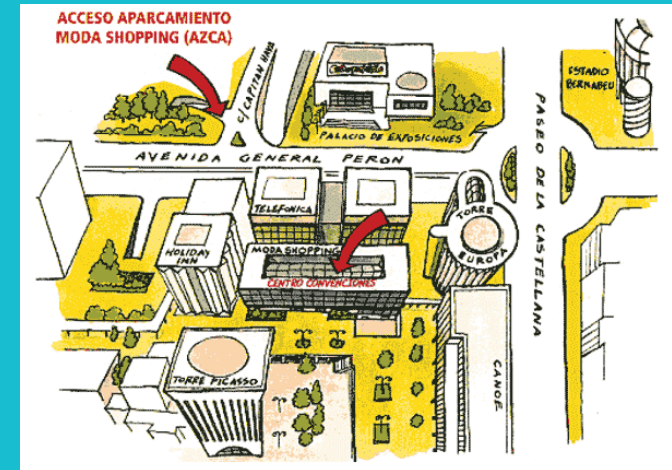 ACCESO APARCAMIENTO
MODA SHOPPING (AZCA)
C/CAPITAN HAYA
ESTADIO
BERNABEU
PALACIO DE EXPOSICIONES
PASEO DE LA CASTELLANA
AVENIDA GENERAL PERON
TELEFONICA
TORRE
EUROPA
HOLIDAY
INN
MODA SHOPPING
CENTRO CONVENCIONES
TORRE PICASSO
CANOE